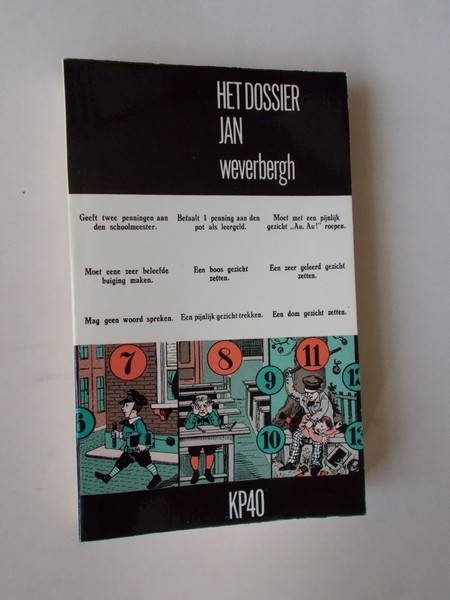 HET DOSSIER
JAN
weverbergh
Geeft twee penningen aan
den schoolmeester.
Betaalt 1 penning aan den
pot als leergeld.
Moet met een pijnlijk
gezicht „Au, Au!" roepen.
Moet eene zeer beleefde
buiging maken.
Een boos gezicht
zetten.
Een zeer geleerd gezicht
zetten.
Mag geen woord spreken.
Een pijnlijk gezicht trekken.
Een dom gezicht zetten.
6
7
8
9
10
11
12
13
KP40